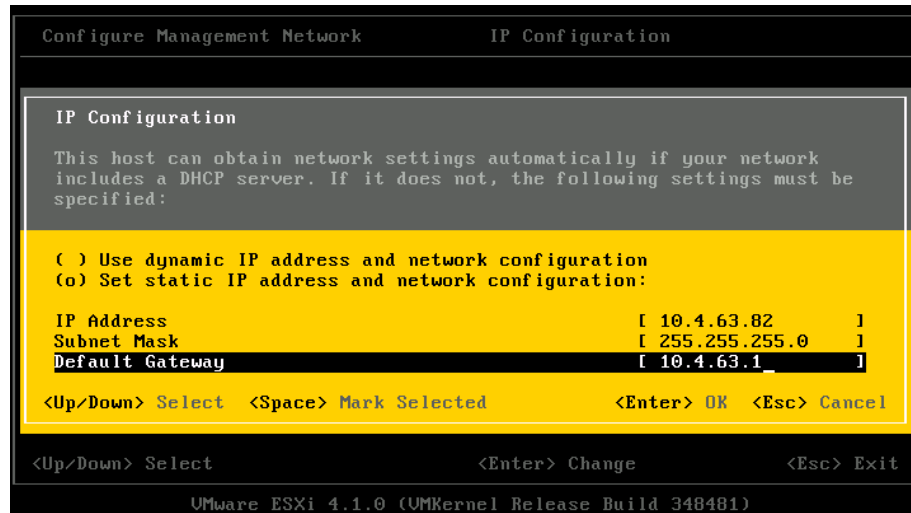 Configure Management Network IP Configuration
IP Configuration
This host can obtain network settings automatically if your network
includes a DHCP server. If it does not, the following settings must be
specified:
( ) Use dynamic IP address and network configuration
(o) Set static IP address and network configuration:
IP Address [ 10.4.63.82 ]
Subnet Mask [ 255.255.255.0 ]
Default Gateway [ 10.4.63.1_ ]
<Up/Down> Select <Space> Mark Selected <Enter> OK <Esc> Cancel
<Up/Down> Select <Enter> Change <Esc> Exit
VMware ESXi 4.1.0 (VMKernel Release Build 348481)